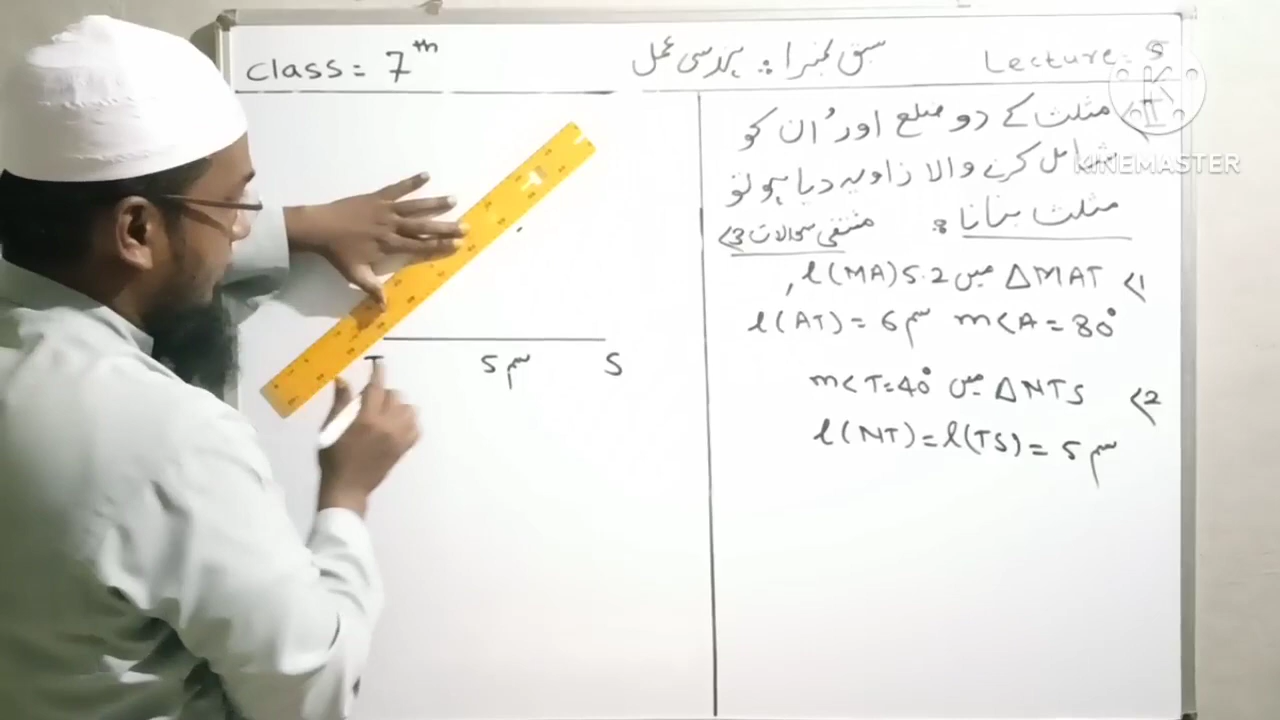 Class = 7th
سبق نمبر 1 : ہندسی عمل
Lecture: 5
I> مثلث کے دو ضلع اور اُن کو
شامل کرنے والا زاویہ دیا ہو تو
مثلث بنانا :
مشقی سوالات 3>
1> ΔMAT میں l(MA) 5.2 ,
l(AT) = 6 سم m<A = 80°
2> ΔNTS میں m<T = 40°
l(NT) = l(TS) = 5 سم
T 5 سم S
KINEMASTER